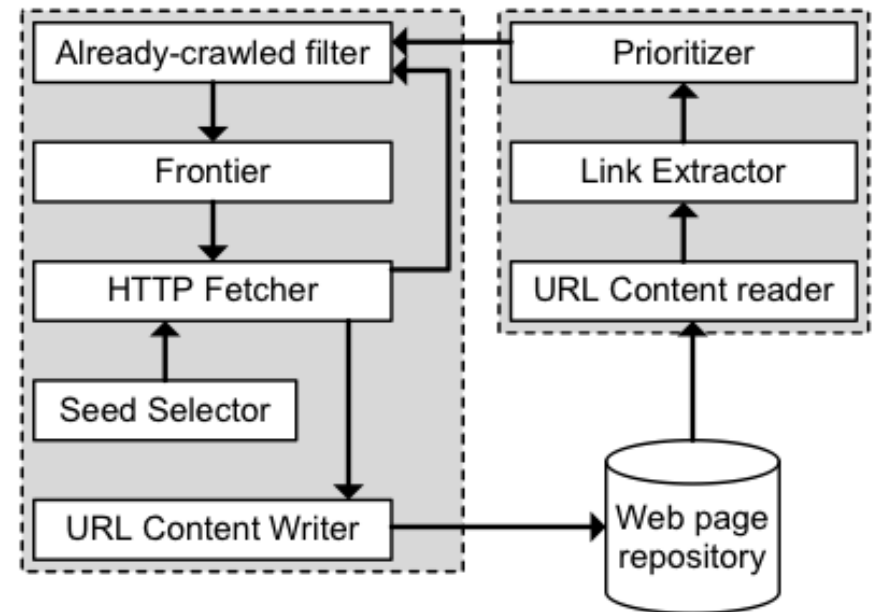 Already-crawled filter
Frontier
HTTP Fetcher
Seed Selector
URL Content Writer
Prioritizer
Link Extractor
URL Content reader
Web page
repository